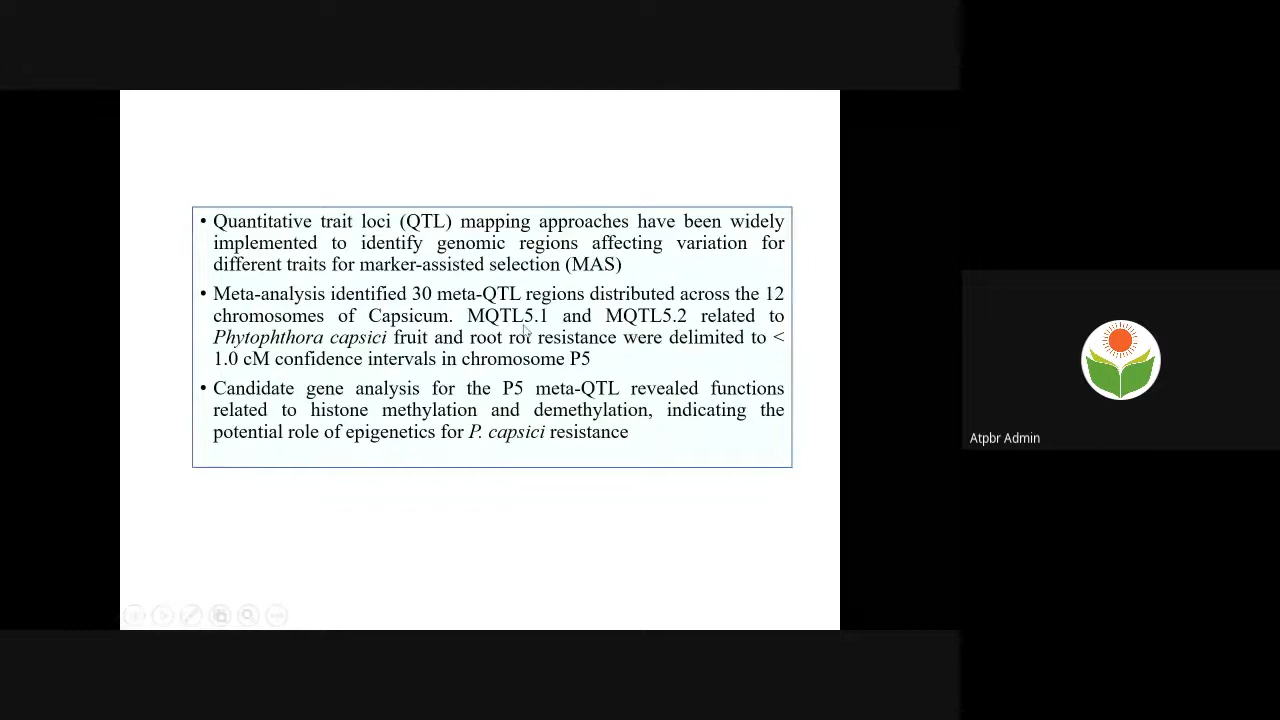 • Quantitative trait loci (QTL) mapping approaches have been widely
implemented to identify genomic regions affecting variation for
different traits for marker-assisted selection (MAS)
• Meta-analysis identified 30 meta-QTL regions distributed across the 12
chromosomes of Capsicum. MQTL5.1 and MQTL5.2 related to
Phytophthora capsici fruit and root rot resistance were delimited to <
1.0 cM confidence intervals in chromosome P5
• Candidate gene analysis for the P5 meta-QTL revealed functions
related to histone methylation and demethylation, indicating the
potential role of epigenetics for P. capsici resistance
Atpbr Admin